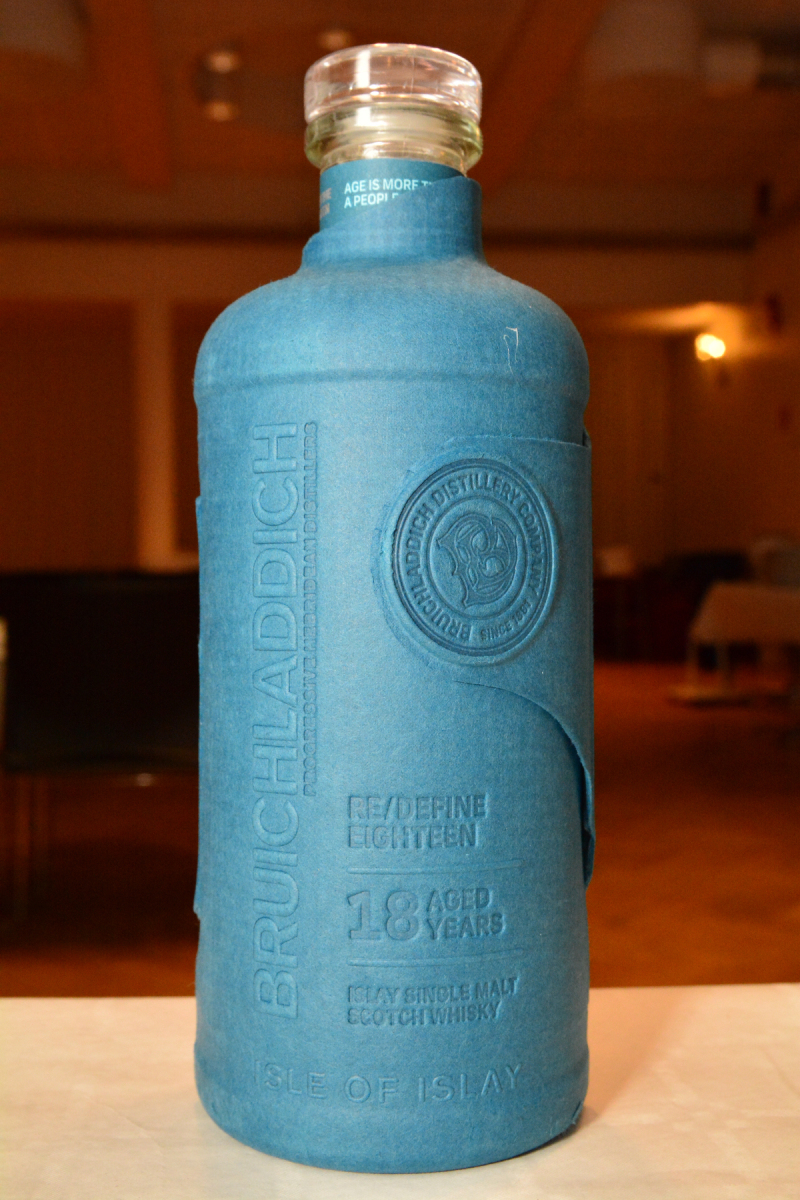 AGE IS MORE
A PEOPLE
BRUICHLADDICH
PROGRESSIVE HEBRIDEAN DISTILLERS
BRUICHLADDICH DISTILLERY COMPANY
SINCE 1881
RE/DEFINE
EIGHTEEN
18 AGED
YEARS
ISLAY SINGLE MALT
SCOTCH WHISKY
ISLE OF ISLAY